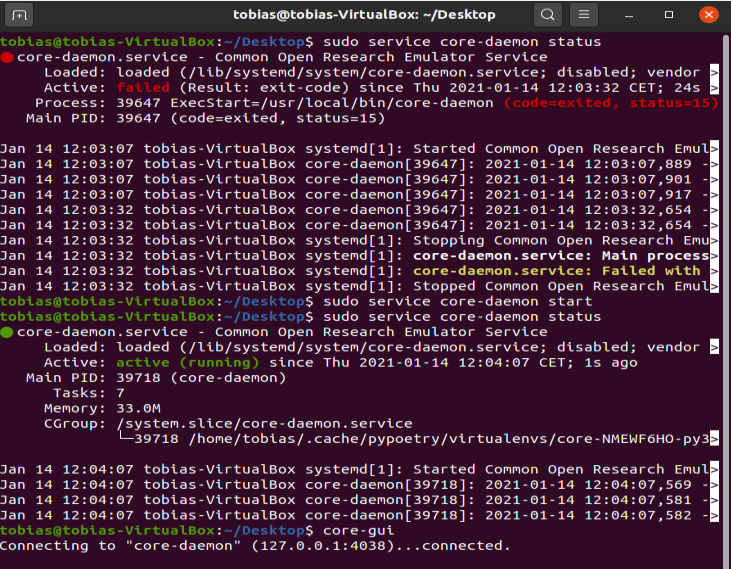 tobias@tobias-VirtualBox: ~/Desktop
tobias@tobias-VirtualBox:~/Desktop$ sudo service core-daemon status
● core-daemon.service - Common Open Research Emulator Service
     Loaded: loaded (/lib/systemd/system/core-daemon.service; disabled; vendor >
     Active: failed (Result: exit-code) since Thu 2021-01-14 12:03:32 CET; 24s >
    Process: 39647 ExecStart=/usr/local/bin/core-daemon (code=exited, status=15)
   Main PID: 39647 (code=exited, status=15)

Jan 14 12:03:07 tobias-VirtualBox systemd[1]: Started Common Open Research Emul>
Jan 14 12:03:07 tobias-VirtualBox core-daemon[39647]: 2021-01-14 12:03:07,889 ->
Jan 14 12:03:07 tobias-VirtualBox core-daemon[39647]: 2021-01-14 12:03:07,901 ->
Jan 14 12:03:07 tobias-VirtualBox core-daemon[39647]: 2021-01-14 12:03:07,917 ->
Jan 14 12:03:32 tobias-VirtualBox core-daemon[39647]: 2021-01-14 12:03:32,654 ->
Jan 14 12:03:32 tobias-VirtualBox core-daemon[39647]: 2021-01-14 12:03:32,654 ->
Jan 14 12:03:32 tobias-VirtualBox systemd[1]: Stopping Common Open Research Emu>
Jan 14 12:03:32 tobias-VirtualBox systemd[1]: core-daemon.service: Main process>
Jan 14 12:03:32 tobias-VirtualBox systemd[1]: core-daemon.service: Failed with >
Jan 14 12:03:32 tobias-VirtualBox systemd[1]: Stopped Common Open Research Emul>
tobias@tobias-VirtualBox:~/Desktop$ sudo service core-daemon start
tobias@tobias-VirtualBox:~/Desktop$ sudo service core-daemon status
● core-daemon.service - Common Open Research Emulator Service
     Loaded: loaded (/lib/systemd/system/core-daemon.service; disabled; vendor >
     Active: active (running) since Thu 2021-01-14 12:04:07 CET; 1s ago
   Main PID: 39718 (core-daemon)
      Tasks: 7
     Memory: 33.0M
     CGroup: /system.slice/core-daemon.service
             └─39718 /home/tobias/.cache/pypoetry/virtualenvs/core-NMEWF6HO-py3>

Jan 14 12:04:07 tobias-VirtualBox systemd[1]: Started Common Open Research Emul>
Jan 14 12:04:07 tobias-VirtualBox core-daemon[39718]: 2021-01-14 12:04:07,569 ->
Jan 14 12:04:07 tobias-VirtualBox core-daemon[39718]: 2021-01-14 12:04:07,581 ->
Jan 14 12:04:07 tobias-VirtualBox core-daemon[39718]: 2021-01-14 12:04:07,582 ->
tobias@tobias-VirtualBox:~/Desktop$ core-gui
Connecting to "core-daemon" (127.0.0.1:4038)...connected.